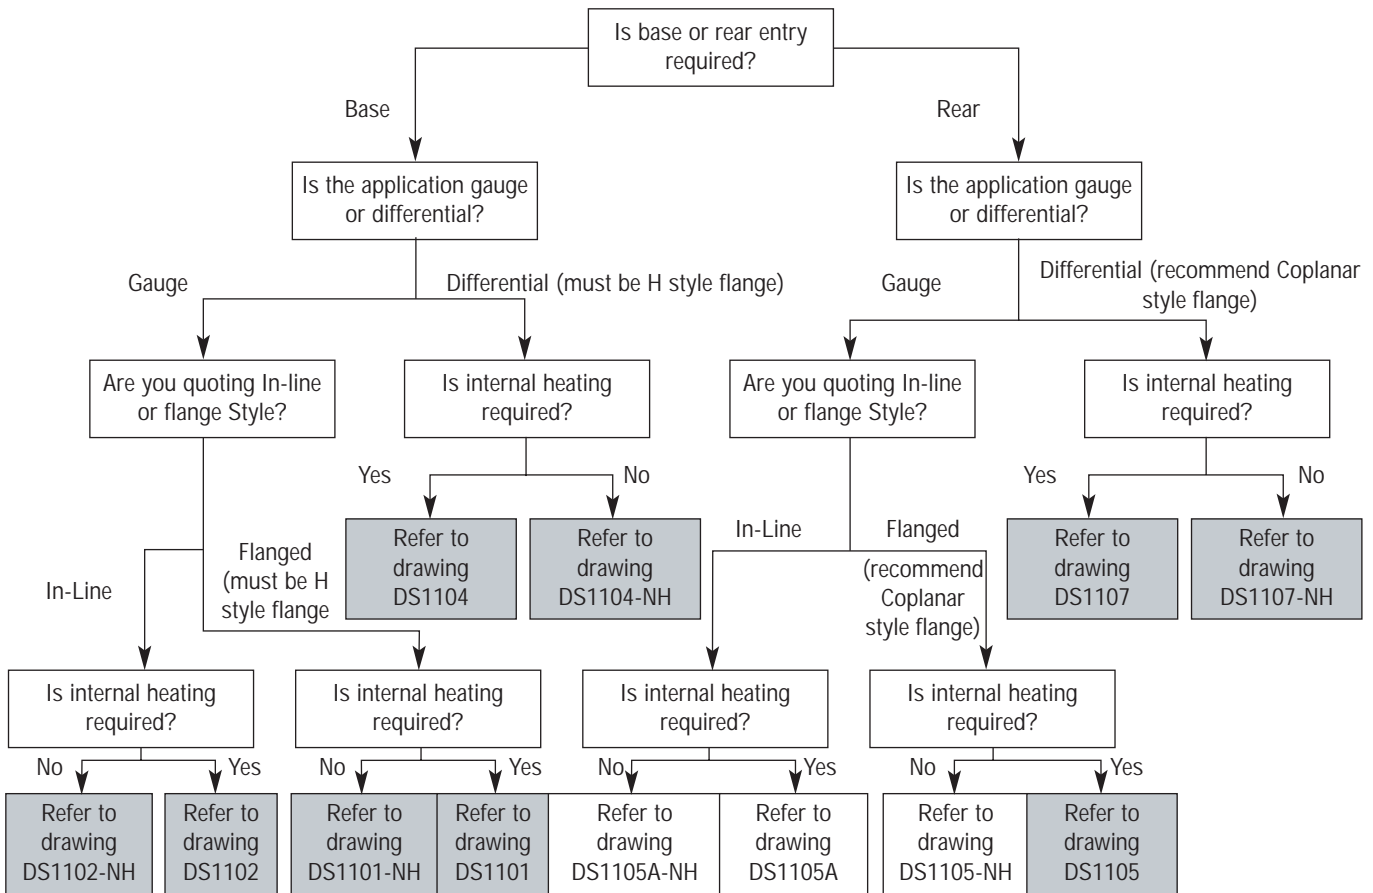 Is base or rear entry
required?
Base
Rear
Is the application gauge
or differential?
Is the application gauge
or differential?
Gauge
Differential (must be H style flange)
Gauge
Differential (recommend Coplanar
style flange)
Are you quoting In-line
or flange Style?
Is internal heating
required?
Are you quoting In-line
or flange Style?
Is internal heating
required?
Yes
No
Yes
No
Refer to
drawing
DS1104
Refer to
drawing
DS1104-NH
Refer to
drawing
DS1107
Refer to
drawing
DS1107-NH
In-Line
Flanged
(must be H
style flange
In-Line
Flanged
(recommend
Coplanar
style flange)
Is internal heating
required?
Is internal heating
required?
Is internal heating
required?
Is internal heating
required?
No
Yes
No
Yes
No
Yes
No
Yes
Refer to
drawing
DS1102-NH
Refer to
drawing
DS1102
Refer to
drawing
DS1101-NH
Refer to
drawing
DS1101
Refer to
drawing
DS1105A-NH
Refer to
drawing
DS1105A
Refer to
drawing
DS1105-NH
Refer to
drawing
DS1105